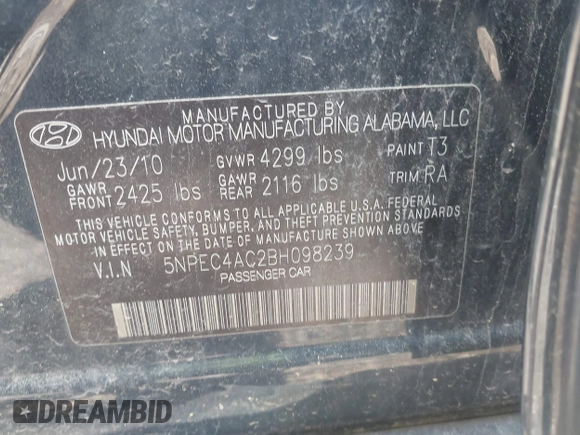 MANUFACTURED BY
HYUNDAI MOTOR MANUFACTURING ALABAMA, LLC
Jun/23/10 GVWR 4299 lbs PAINT T3
GAWR FRONT 2425 lbs GAWR REAR 2116 lbs TRIM RA
THIS VEHICLE CONFORMS TO ALL APPLICABLE U.S.A. FEDERAL
MOTOR VEHICLE SAFETY, BUMPER, AND THEFT PREVENTION STANDARDS
IN EFFECT ON THE DATE OF MANUFACTURE SHOWN ABOVE.
V.I.N 5NPEC4AC2BH098239
PASSENGER CAR
DREAMBID